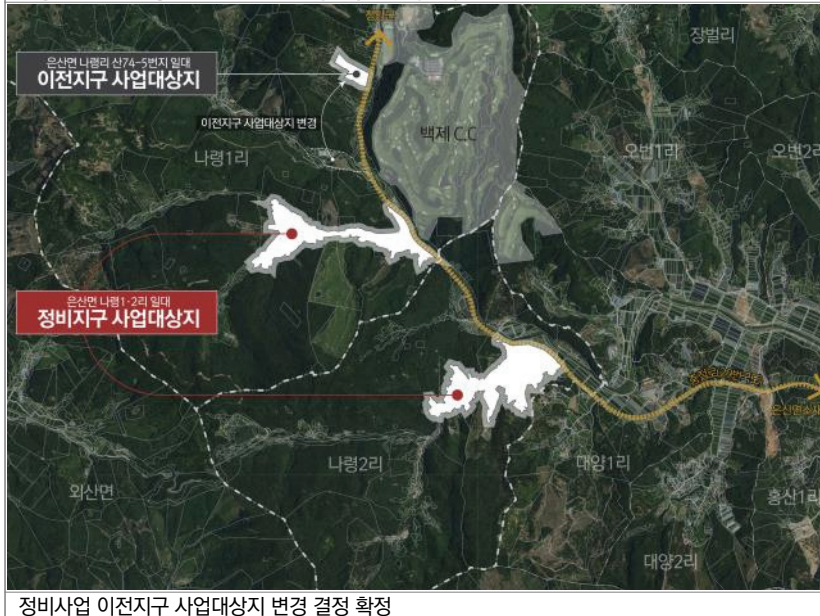 장벌리
은산면 나령리 산74-5번지 일대
이전지구 사업대상지
이전지구 사업대상지 변경
백제 C.C
오번1리
오번2리
나령1리
은산면 나령1·2리 일대
정비지구 사업대상지
은산면소재
나령2리
대양1리
외산면
홍산1리
대양2리
정비사업 이전지구 사업대상지 변경 결정 확정